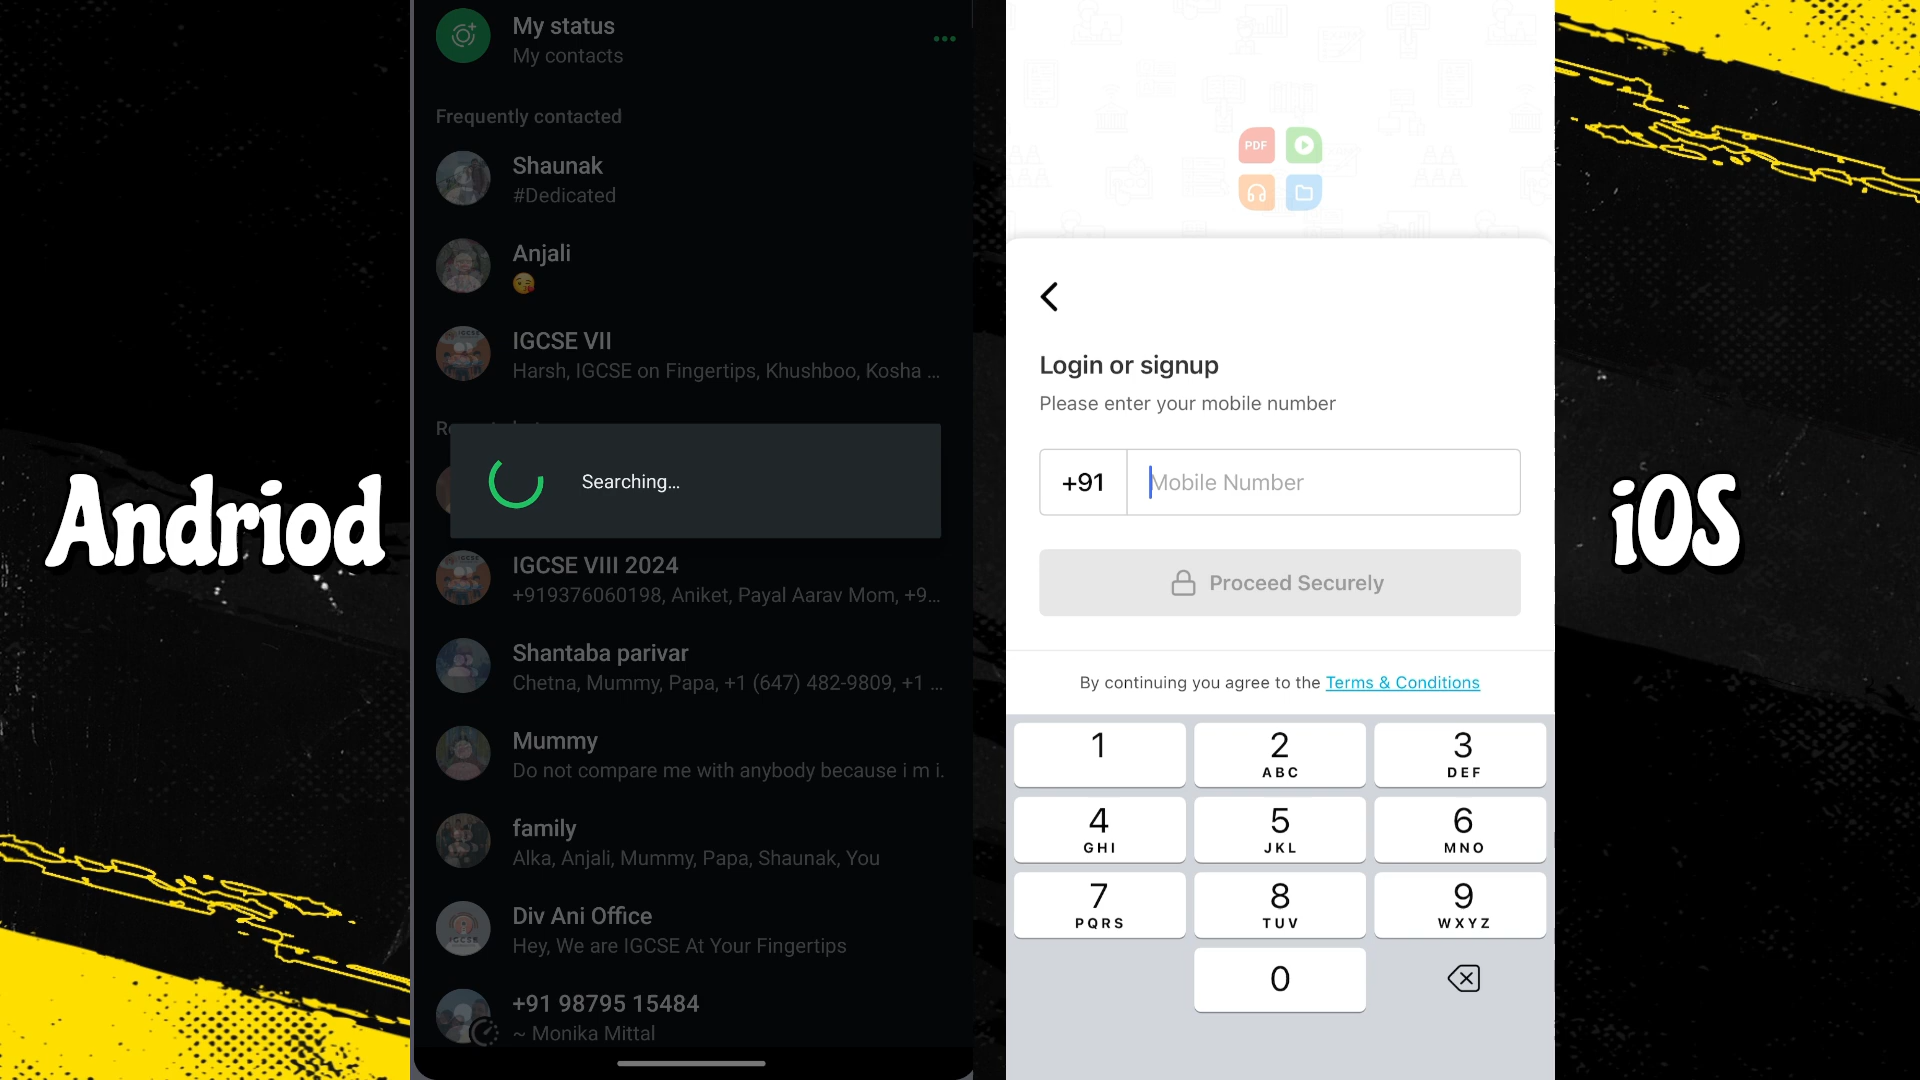 Andriod
My status
My contacts
Frequently contacted
Shaunak
#Dedicated
Anjali
😘
IGCSE VII
Harsh, IGCSE on Fingertips, Khushboo, Kosha ...
Searching...
IGCSE VIII 2024
+919376060198, Aniket, Payal Aarav Mom, +9...
Shantaba parivar
Chetna, Mummy, Papa, +1 (647) 482-9809, +1 ...
Mummy
Do not compare me with anybody because i m i.
family
Alka, Anjali, Mummy, Papa, Shaunak, You
Div Ani Office
Hey, We are IGCSE At Your Fingertips
+91 98795 15484
~ Monika Mittal
PDF
Login or signup
Please enter your mobile number
+91 Mobile Number
Proceed Securely
By continuing you agree to the Terms & Conditions
1 2 3
ABC DEF
4 5 6
GHI JKL MNO
7 8 9
PQRS TUV WXYZ
0
iOS